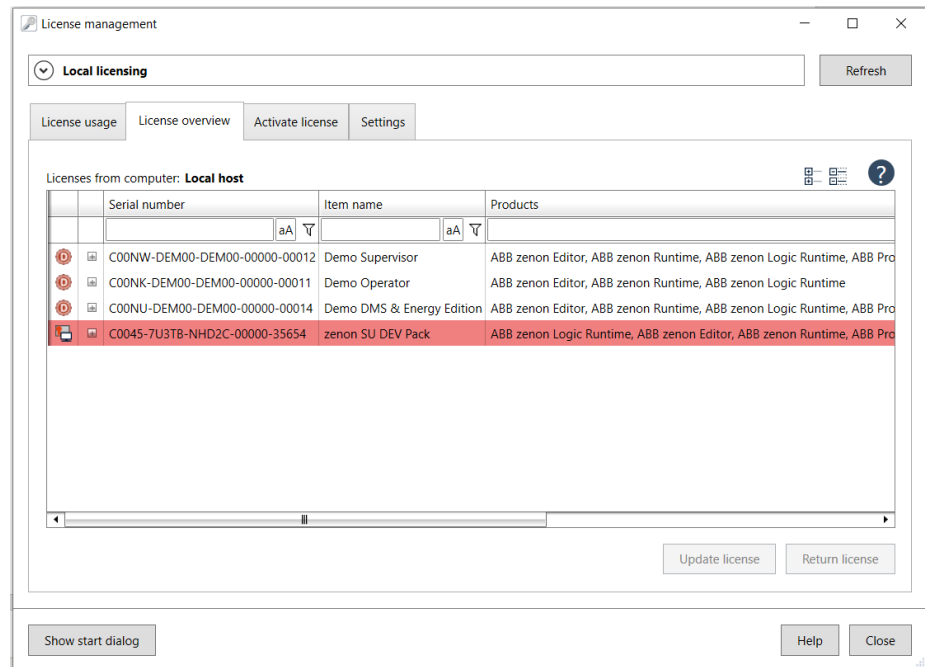 License management
Local licensing
Refresh
License usage
License overview
Activate license
Settings
Licenses from computer: Local host
?
Serial number Item name Products
aA aA
D C00NW-DEM00-DEM00-00000-00012 Demo Supervisor ABB zenon Editor, ABB zenon Runtime, ABB zenon Logic Runtime, ABB Pro
D C00NK-DEM00-DEM00-00000-00011 Demo Operator ABB zenon Editor, ABB zenon Runtime, ABB zenon Logic Runtime
D C00NU-DEM00-DEM00-00000-00014 Demo DMS & Energy Edition ABB zenon Editor, ABB zenon Runtime, ABB zenon Logic Runtime, ABB Pro
C0045-7U3TB-NHD2C-00000-35654 zenon SU DEV Pack ABB zenon Logic Runtime, ABB zenon Editor, ABB zenon Runtime, ABB Pro
Update license
Return license
Show start dialog
Help
Close